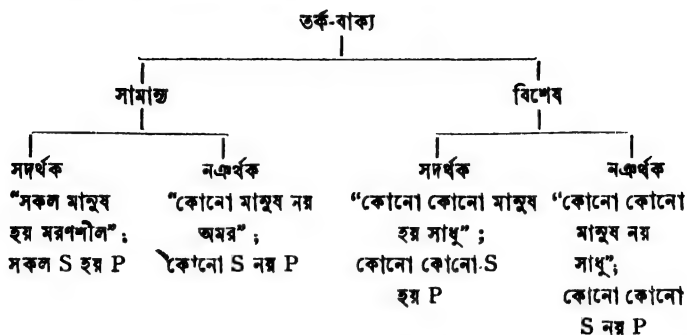 তর্ক-বাক্য
সামান্য
বিশেষ
সদর্থক
"সকল মানুষ
হয় মরণশীল";
সকল S হয় P
নঞর্থক
"কোনো মানুষ নয়
অমর";
কোনো S নয় P
সদর্থক
"কোনো কোনো মানুষ
হয় সাধু";
কোনো কোনো S
হয় P
নঞর্থক
"কোনো কোনো
মানুষ নয়
সাধু";
কোনো কোনো
S নয় P